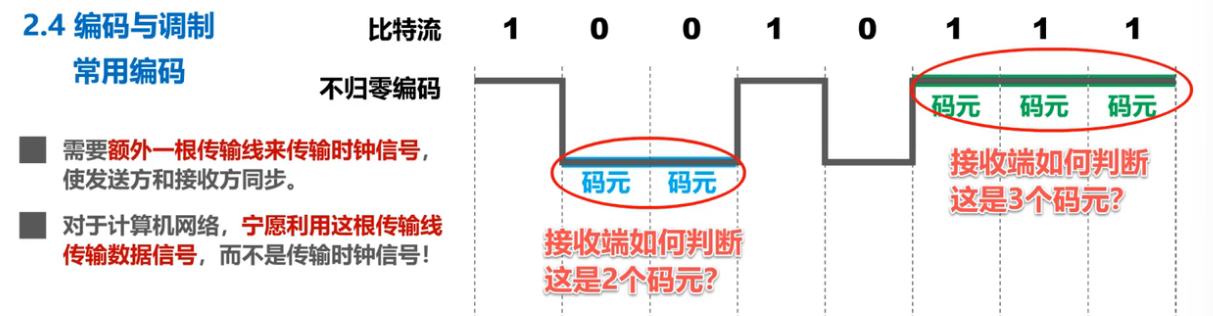 2.4 编码与调制
常用编码
比特流 1 0 0 1 0 1 1 1
不归零编码
码元 码元 码元
需要额外一根传输线来传输时钟信号，
使发送方和接收方同步。
码元 码元
接收端如何判断
这是3个码元？
对于计算机网络，宁愿利用这根传输线
传输数据信号，而不是传输时钟信号！
接收端如何判断
这是2个码元？